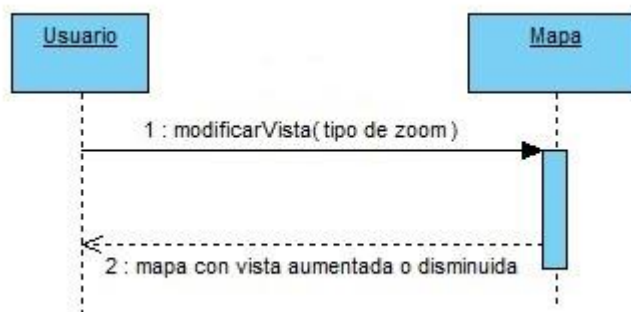 Usuario
Mapa
1 : modificarVista( tipo de zoom )
2 : mapa con vista aumentada o disminuida